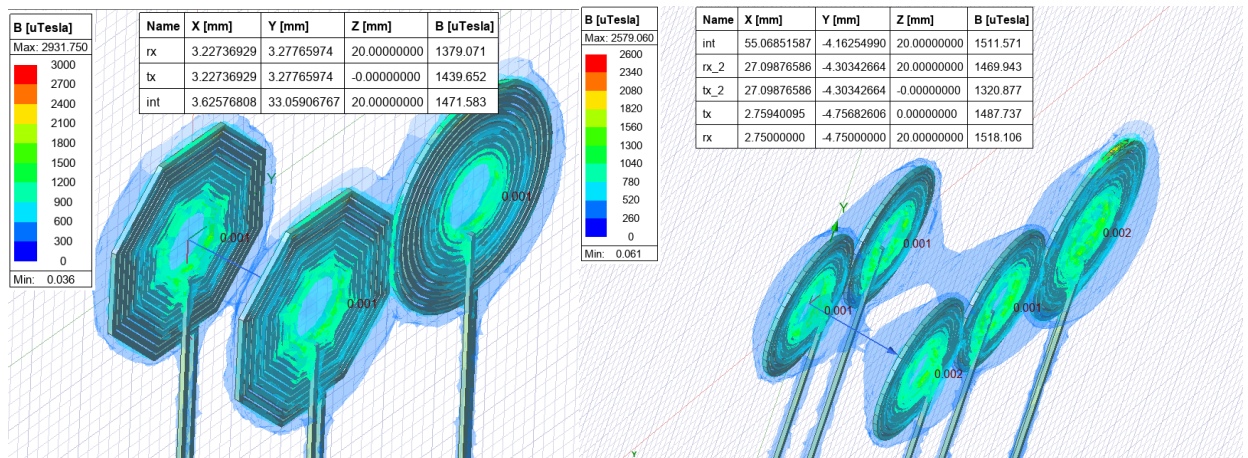 B [uTesla]
Max: 2931.750
3000
2700
2400
2100
1800
1500
1200
900
600
300
0
Min: 0.036
Name X [mm] Y [mm] Z [mm] B [uTesla]
rx 3.22736929 3.27765974 20.00000000 1379.071
tx 3.22736929 3.27765974 -0.00000000 1439.652
int 3.62576808 33.05906767 20.00000000 1471.583
Y
0.001
0.001
0.001
B [uTesla]
Max: 2579.060
2600
2340
2080
1820
1560
1300
1040
780
520
260
0
Min: 0.061
Name X [mm] Y [mm] Z [mm] B [uTesla]
int 55.06851587 -4.16254990 20.00000000 1511.571
rx_2 27.09876586 -4.30342664 20.00000000 1469.943
tx_2 27.09876586 -4.30342664 -0.00000000 1320.877
tx 2.75940095 -4.75682606 0.00000000 1487.737
rx 2.75000000 -4.75000000 20.00000000 1518.106
Y
0.001
0.002
0.001
0.001
0.002
Y